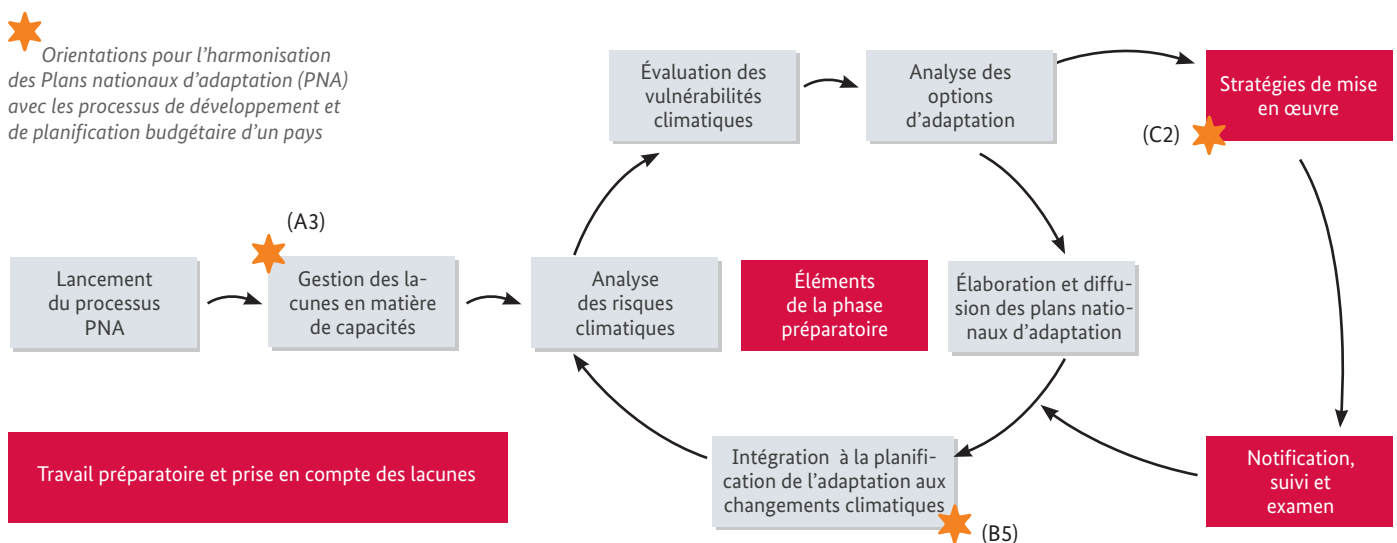 Orientations pour l'harmonisation
des Plans nationaux d'adaptation (PNA)
avec les processus de développement et
de planification budgétaire d'un pays
Évaluation des
vulnérabilités
climatiques
Analyse des
options
d'adaptation
Stratégies de mise
en œuvre
(C2)
(A3)
Lancement
du processus
PNA
Gestion des la-
cunes en matière
de capacités
Analyse
des risques
climatiques
Éléments
de la phase
préparatoire
Élaboration et diffu-
sion des plans natio-
naux d'adaptation
Travail préparatoire et prise en compte des lacunes
Intégration à la planifi-
cation de l'adaptation aux
changements climatiques
(B5)
Notification,
suivi et
examen